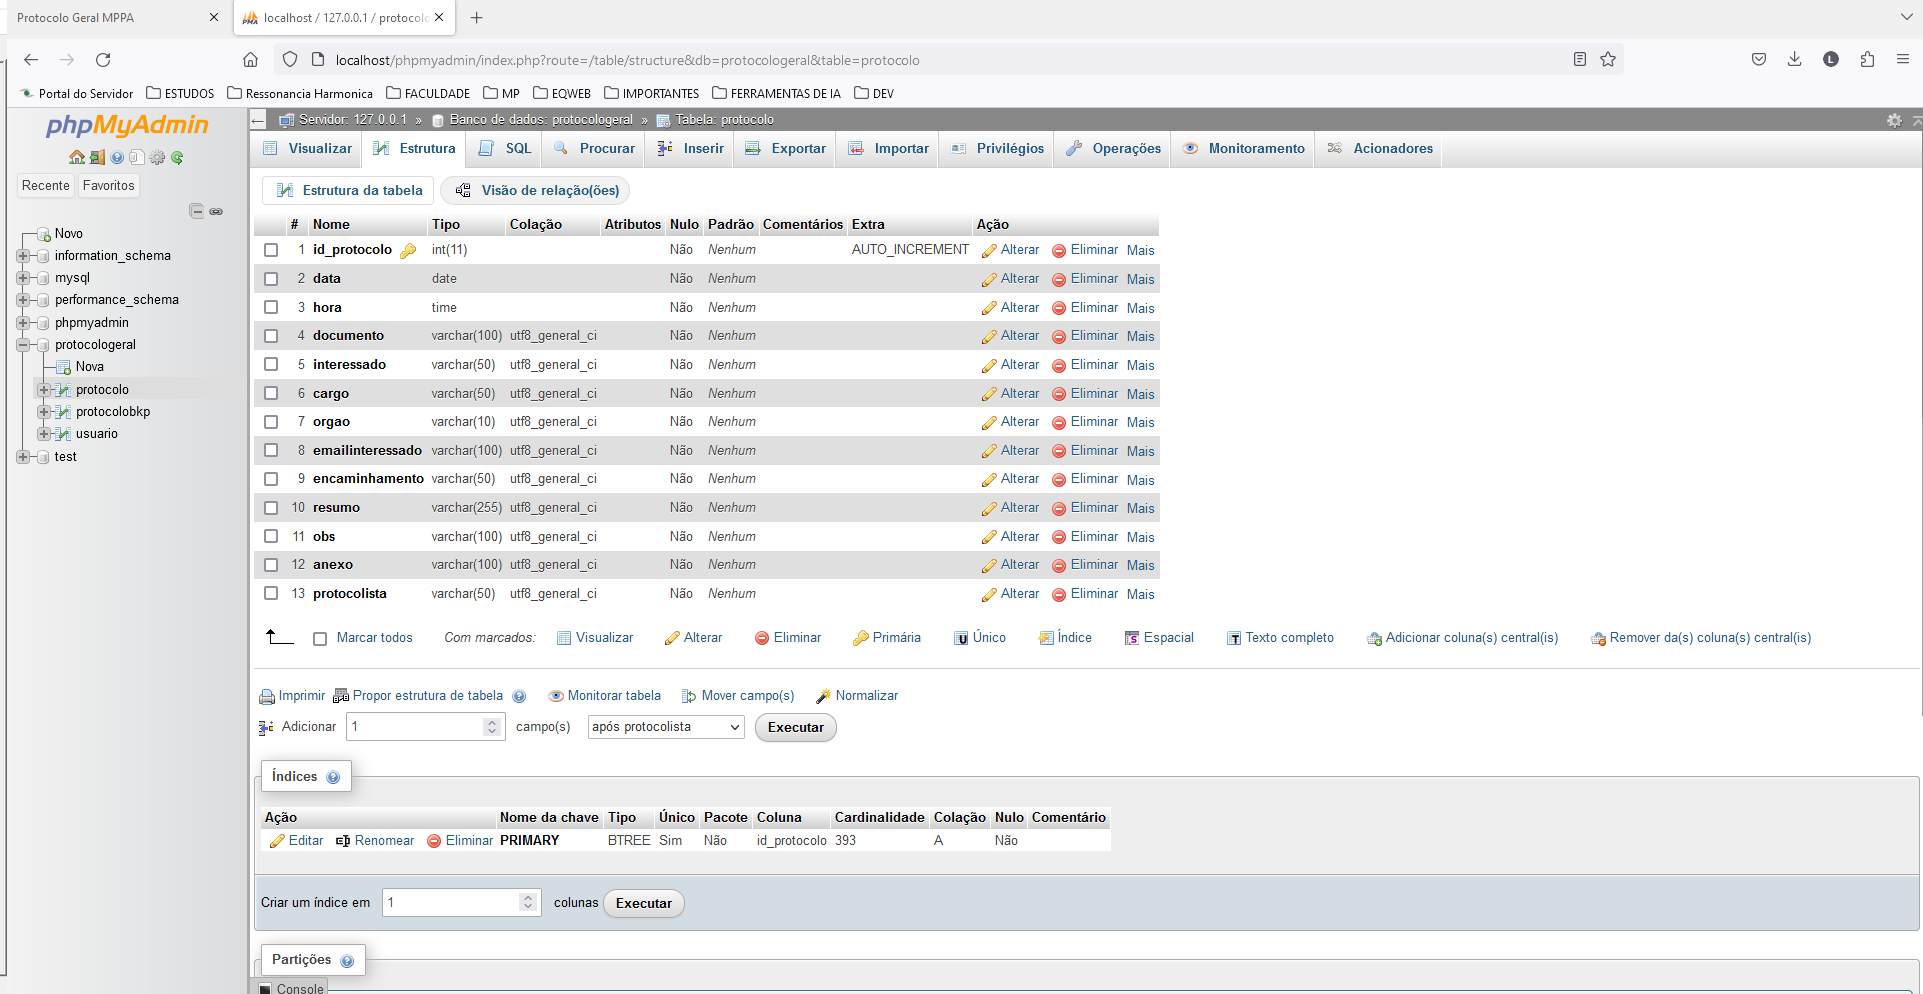 Protocolo Geral MPPA
localhost / 127.0.0.1 / protocolo
localhost/phpmyadmin/index.php?route=/table/structure&db=protocologeral&table=protocolo
L
Portal do Servidor ESTUDOS Ressonancia Harmonica FACULDADE MP EQWEB IMPORTANTES FERRAMENTAS DE IA DEV
phpMyAdmin
Recente Favoritos
Novo
information_schema
mysql
performance_schema
phpmyadmin
protocologeral
Nova
protocolo
protocolobkp
usuario
test
Servidor: 127.0.0.1 » Banco de dados: protocologeral » Tabela: protocolo
Visualizar Estrutura SQL Procurar Inserir Exportar Importar Privilégios Operações Monitoramento Acionadores
Estrutura da tabela Visão de relação(ões)
# Nome Tipo Colação Atributos Nulo Padrão Comentários Extra Ação
1 id_protocolo int(11) Não Nenhum AUTO_INCREMENT Alterar Eliminar Mais
2 data date Não Nenhum Alterar Eliminar Mais
3 hora time Não Nenhum Alterar Eliminar Mais
4 documento varchar(100) utf8_general_ci Não Nenhum Alterar Eliminar Mais
5 interessado varchar(50) utf8_general_ci Não Nenhum Alterar Eliminar Mais
6 cargo varchar(50) utf8_general_ci Não Nenhum Alterar Eliminar Mais
7 orgao varchar(10) utf8_general_ci Não Nenhum Alterar Eliminar Mais
8 emailinteressado varchar(100) utf8_general_ci Não Nenhum Alterar Eliminar Mais
9 encaminhamento varchar(50) utf8_general_ci Não Nenhum Alterar Eliminar Mais
10 resumo varchar(255) utf8_general_ci Não Nenhum Alterar Eliminar Mais
11 obs varchar(100) utf8_general_ci Não Nenhum Alterar Eliminar Mais
12 anexo varchar(100) utf8_general_ci Não Nenhum Alterar Eliminar Mais
13 protocolista varchar(50) utf8_general_ci Não Nenhum Alterar Eliminar Mais
Marcar todos Com marcados: Visualizar Alterar Eliminar Primária Único Índice Espacial Texto completo Adicionar coluna(s) central(is) Remover da(s) coluna(s) central(is)
Imprimir Propor estrutura de tabela Monitorar tabela Mover campo(s) Normalizar
Adicionar 1 campo(s) após protocolista Executar
Índices
Ação Nome da chave Tipo Único Pacote Coluna Cardinalidade Colação Nulo Comentário
Editar Renomear Eliminar PRIMARY BTREE Sim Não id_protocolo 393 A Não
Criar um índice em 1 colunas Executar
Partições
Console